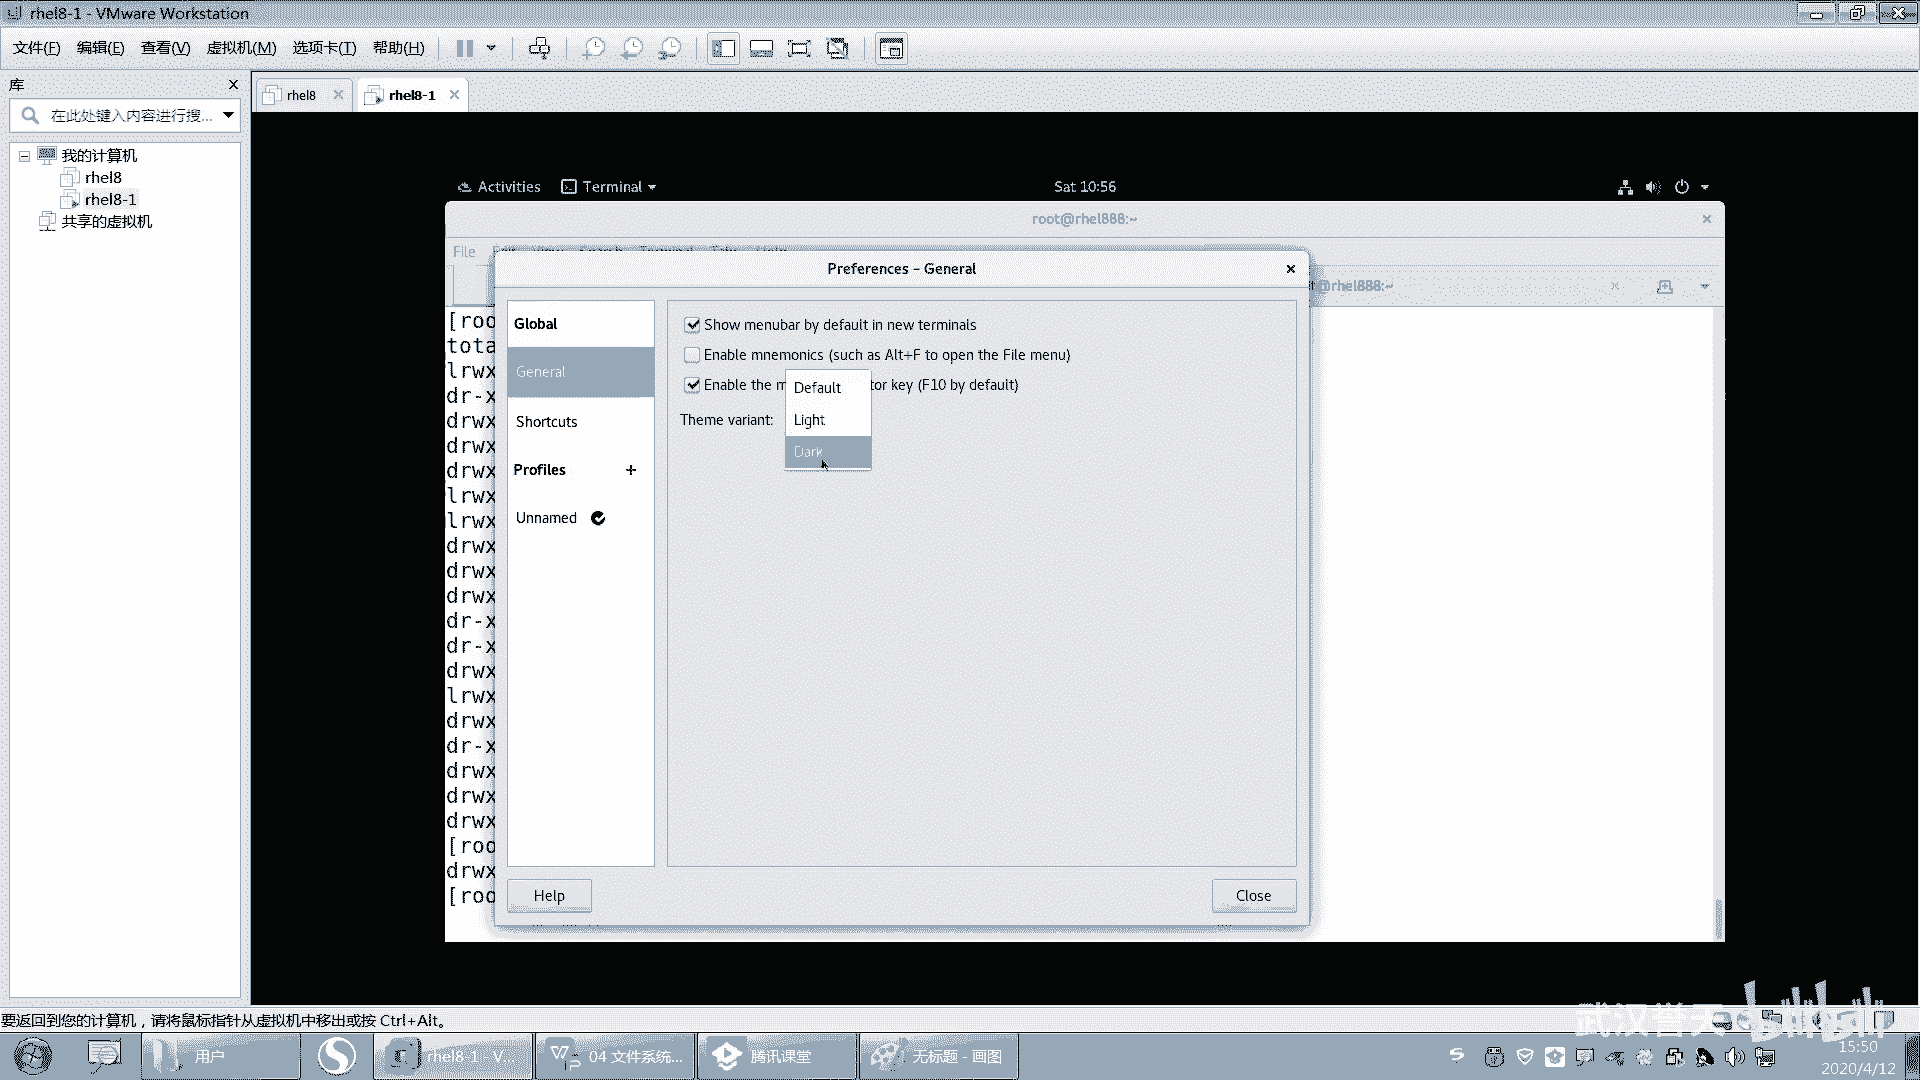 rhel8-1 - VMware Workstation
文件(F) 编辑(E) 查看(V) 虚拟机(M) 选项卡(T) 帮助(H)
库
在此处键入内容进行搜...
我的计算机
rhel8
rhel8-1
共享的虚拟机
rhel8
rhel8-1
Activities Terminal Sat 10:56
root@rhel888:~
File
@rhel888:~
Preferences – General
Global
General
Shortcuts
Profiles +
Unnamed
Show menubar by default in new terminals
Enable mnemonics (such as Alt+F to open the File menu)
Enable the m tor key (F10 by default)
Theme variant:
Default
Light
Dark
Help
Close
[roo
tota
lrwx
dr-x
drwx
drwx
drwx
lrwx
lrwx
drwx
drwx
drwx
dr-x
dr-x
drwx
lrwx
drwx
dr-x
drwx
drwx
drwx
[roo
drwx
[roo
要返回到您的计算机，请将鼠标指针从虚拟机中移出或按 Ctrl+Alt。
武汉誉天
bilibili
用户
rhel8-1 - V...
04 文件系统...
腾讯课堂
无标题 - 画图
15:50
2020/4/12